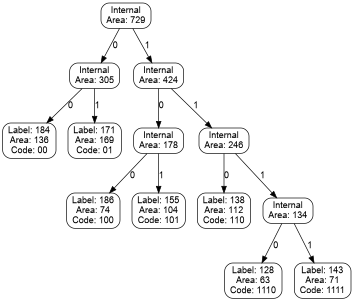 Internal
Area: 729
0
1
Internal
Area: 305
Internal
Area: 424
0
1
0
1
Label: 184
Area: 136
Code: 00
Label: 171
Area: 169
Code: 01
Internal
Area: 178
Internal
Area: 246
0
1
0
1
Label: 186
Area: 74
Code: 100
Label: 155
Area: 104
Code: 101
Label: 138
Area: 112
Code: 110
Internal
Area: 134
0
1
Label: 128
Area: 63
Code: 1110
Label: 143
Area: 71
Code: 1111